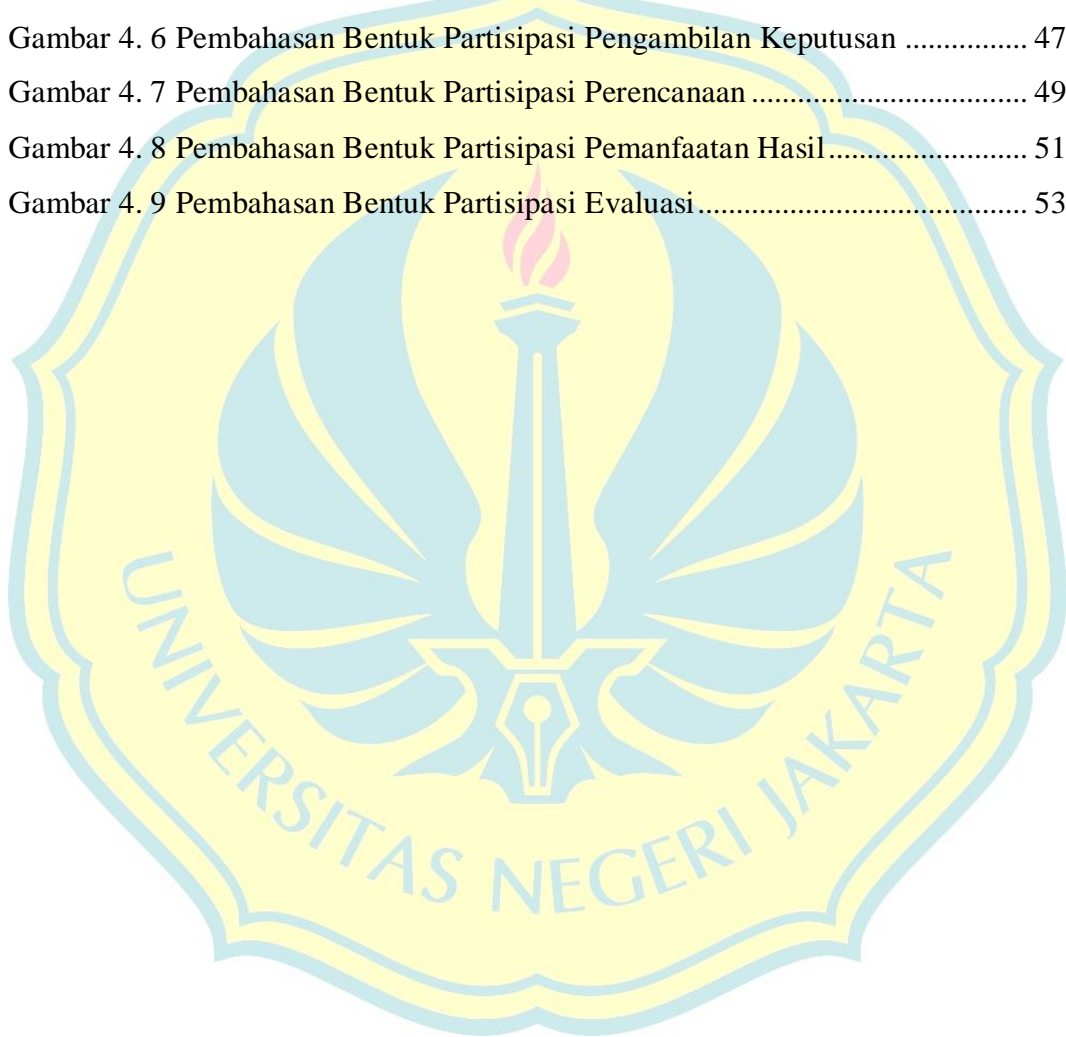 Gambar 4. 6 Pembahasan Bentuk Partisipasi Pengambilan Keputusan ................ 47
Gambar 4. 7 Pembahasan Bentuk Partisipasi Perencanaan .................................... 49
Gambar 4. 8 Pembahasan Bentuk Partisipasi Pemanfaatan Hasil .......................... 51
Gambar 4. 9 Pembahasan Bentuk Partisipasi Evaluasi ........................................... 53
UNIVERSITAS NEGERI JAKARTA